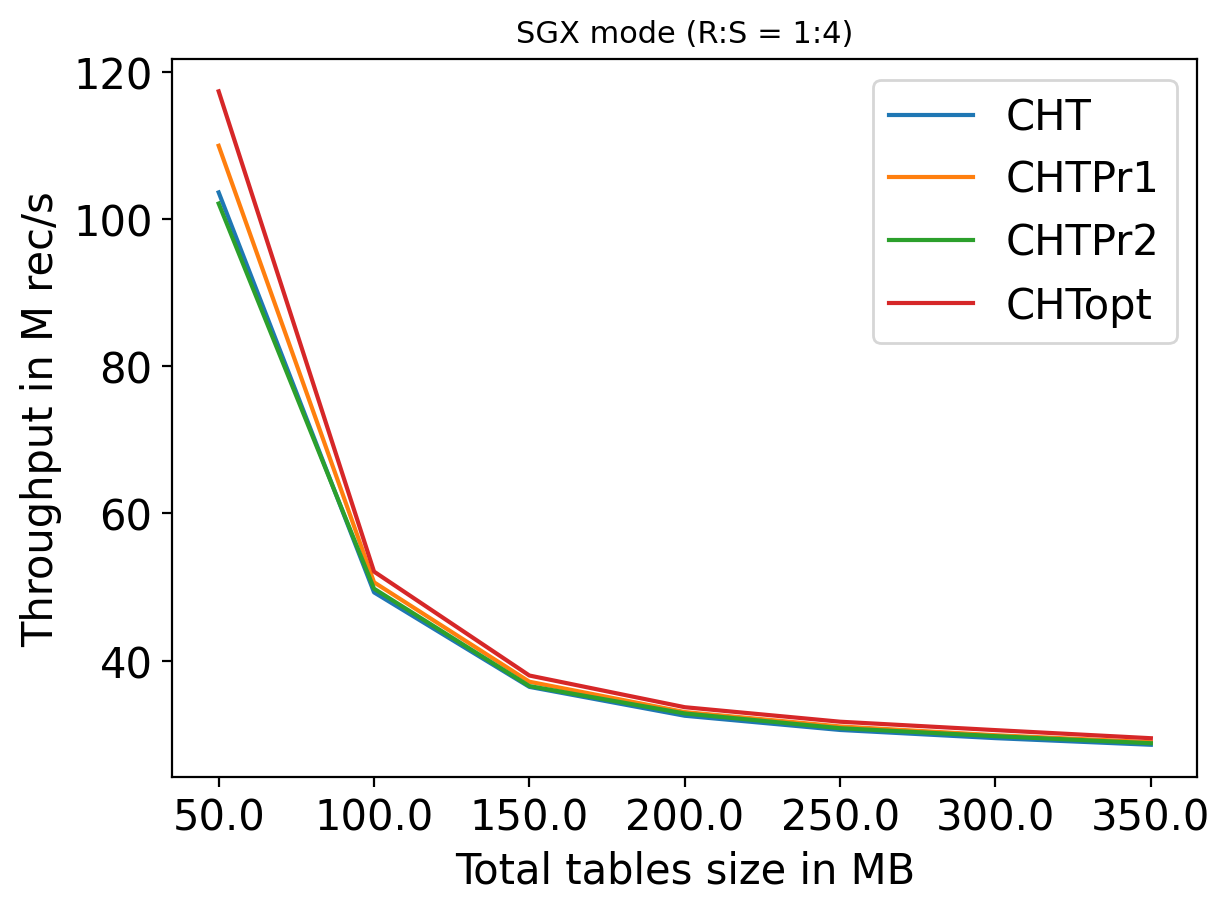 SGX mode (R:S = 1:4)
120
100
80
60
40
Throughput in M rec/s
CHT
CHTPr1
CHTPr2
CHTopt
50.0 100.0 150.0 200.0 250.0 300.0 350.0
Total tables size in MB